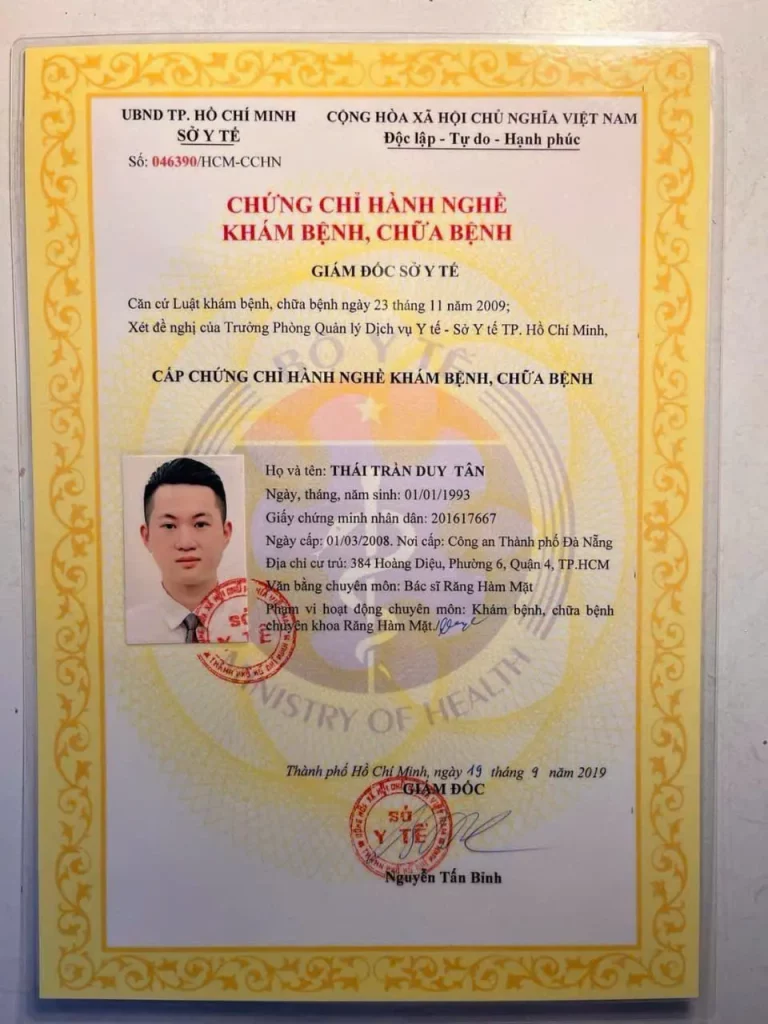 UBND TP. HỒ CHÍ MINH
SỞ Y TẾ
Số: 046390/HCM-CCHN
CỘNG HÒA XÃ HỘI CHỦ NGHĨA VIỆT NAM
Độc lập - Tự do - Hạnh phúc
CHỨNG CHỈ HÀNH NGHỀ
KHÁM BỆNH, CHỮA BỆNH
GIÁM ĐỐC SỞ Y TẾ
Căn cứ Luật khám bệnh, chữa bệnh ngày 23 tháng 11 năm 2009;
Xét đề nghị của Trưởng Phòng Quản lý Dịch vụ Y tế - Sở Y tế TP. Hồ Chí Minh,
BỘ Y TẾ
CẤP CHỨNG CHỈ HÀNH NGHỀ KHÁM BỆNH, CHỮA BỆNH
Họ và tên: THÁI TRẦN DUY TÂN
Ngày, tháng, năm sinh: 01/01/1993
Giấy chứng minh nhân dân: 201617667
Ngày cấp: 01/03/2008. Nơi cấp: Công an Thành phố Đà Nẵng
Địa chỉ cư trú: 384 Hoàng Diệu, Phường 6, Quận 4, TP.HCM
Văn bằng chuyên môn: Bác sĩ Răng Hàm Mặt
Phạm vi hoạt động chuyên môn: Khám bệnh, chữa bệnh
chuyên khoa Răng Hàm Mặt./.
SỞ
Y TẾ
MINISTRY OF HEALTH
Thành phố Hồ Chí Minh, ngày 19 tháng 9 năm 2019
GIÁM ĐỐC
SỞ
Y TẾ
Nguyễn Tấn Bỉnh